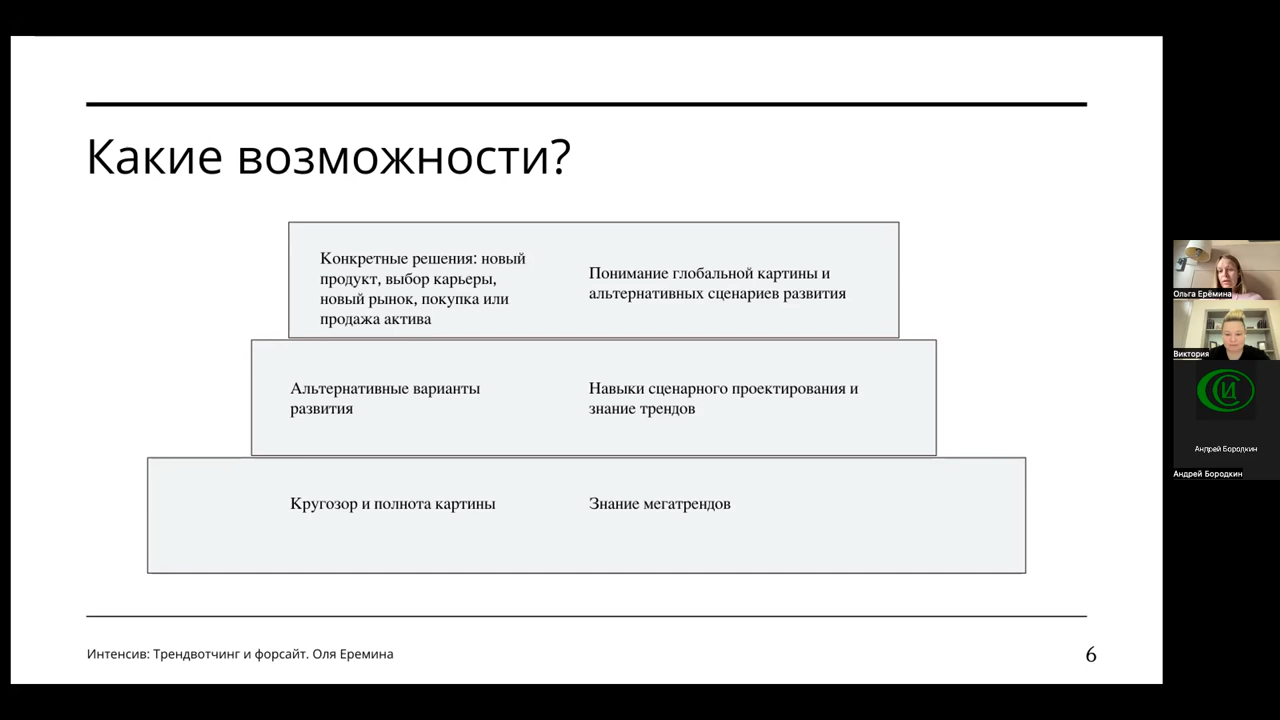 Какие возможности?
Конкретные решения: новый
продукт, выбор карьеры,
новый рынок, покупка или
продажа актива
Понимание глобальной картины и
альтернативных сценариев развития
Альтернативные варианты
развития
Навыки сценарного проектирования и
знание трендов
Кругозор и полнота картины
Знание мегатрендов
Интенсив: Трендвотчинг и форсайт. Оля Еремина
6
Ольга Ерёмина
Виктория
СИД
Андрей Бородкин
Андрей Бородкин